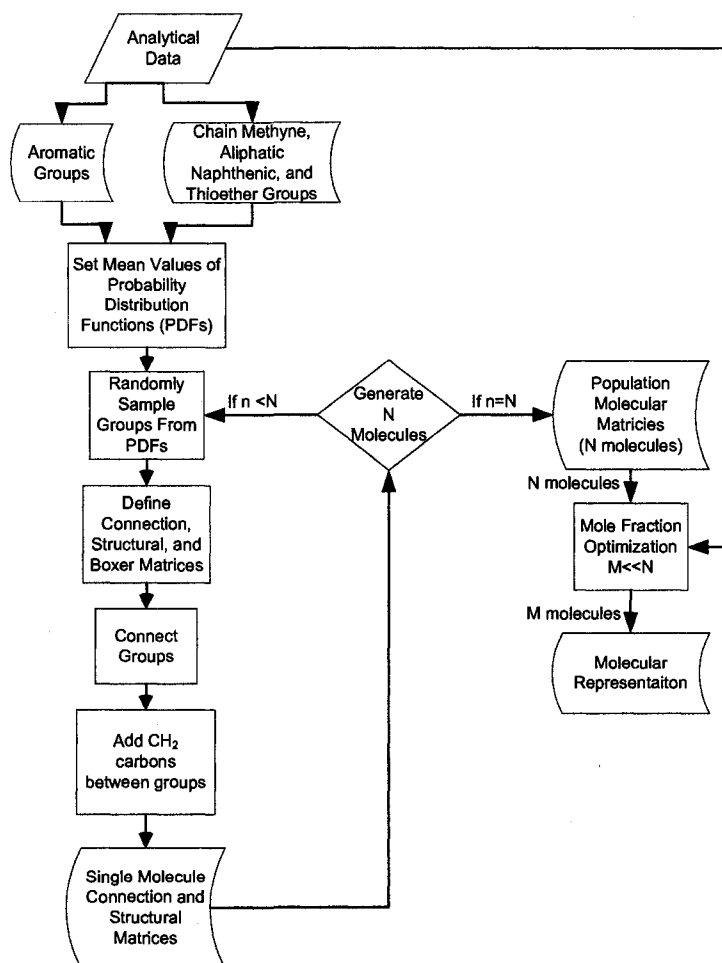 Analytical
Data
Aromatic
Groups
Chain Methyne,
Aliphatic
Naphthenic, and
Thioether Groups
Set Mean Values of
Probability
Distribution
Functions (PDFs)
Randomly
Sample
Groups From
PDFs
If n <N
Generate
N
Molecules
If n=N
Population
Molecular
Matricies
(N molecules)
N molecules
Define
Connection,
Structural, and
Boxer Matrices
Mole Fraction
Optimization
M<<N
M molecules
Connect
Groups
Molecular
Representaiton
Add CH₂
carbons
between groups
Single Molecule
Connection and
Structural
Matrices